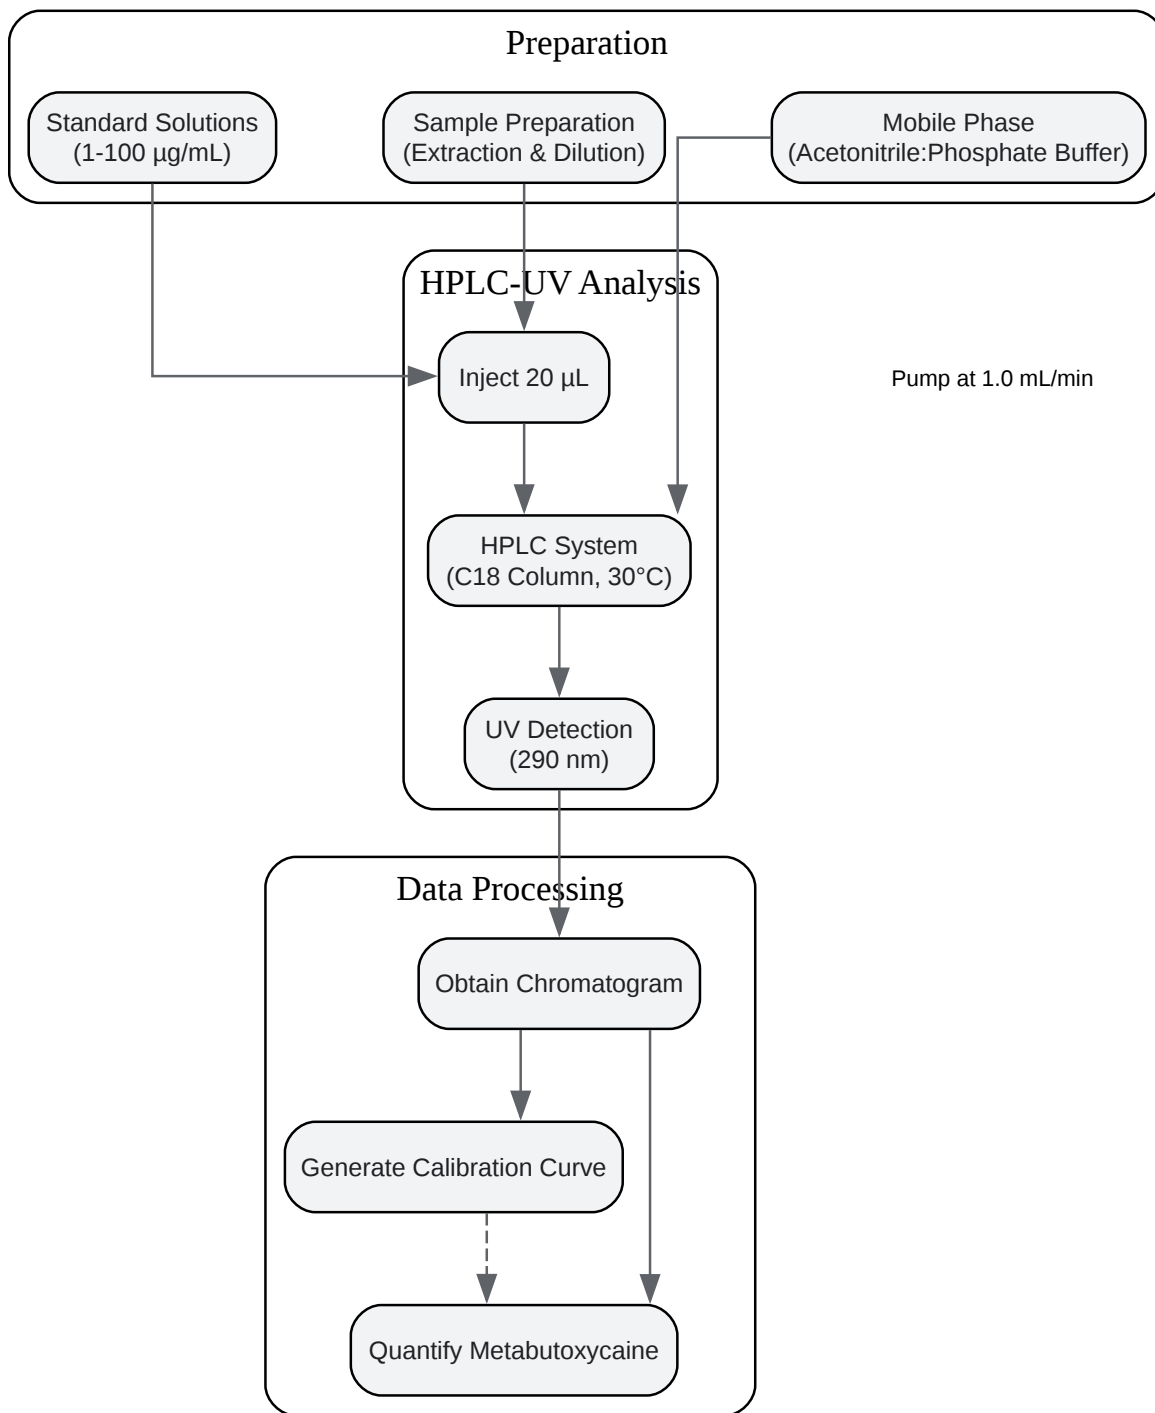 Preparation
Standard Solutions
(1-100 µg/mL)
Sample Preparation
(Extraction & Dilution)
Mobile Phase
(Acetonitrile:Phosphate Buffer)
HPLC-UV Analysis
Inject 20 µL
Pump at 1.0 mL/min
HPLC System
(C18 Column, 30°C)
UV Detection
(290 nm)
Data Processing
Obtain Chromatogram
Generate Calibration Curve
Quantify Metabutoxycaine